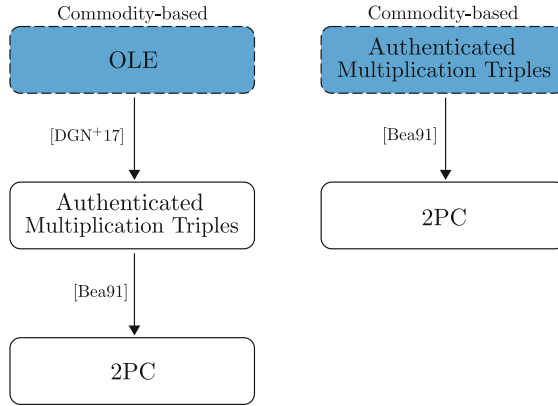 Commodity-based
OLE
[DGN+17]
Authenticated
Multiplication Triples
[Bea91]
2PC
Commodity-based
Authenticated
Multiplication Triples
[Bea91]
2PC